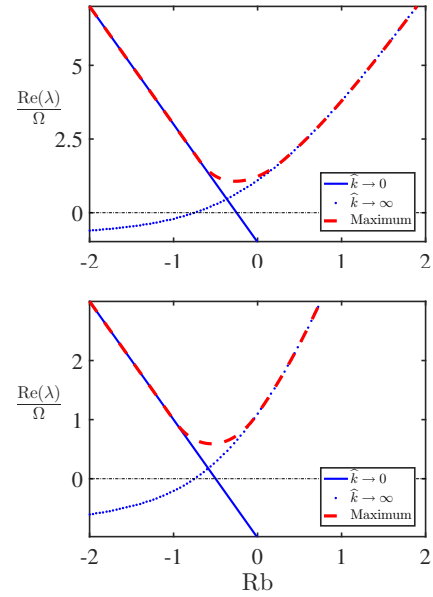 5
2.5
0
Re(λ)
Ω
k̂ → 0
k̂ → ∞
Maximum
-2 -1 0 1 2
2
1
0
Re(λ)
Ω
k̂ → 0
k̂ → ∞
Maximum
-2 -1 0 1 2
Rb